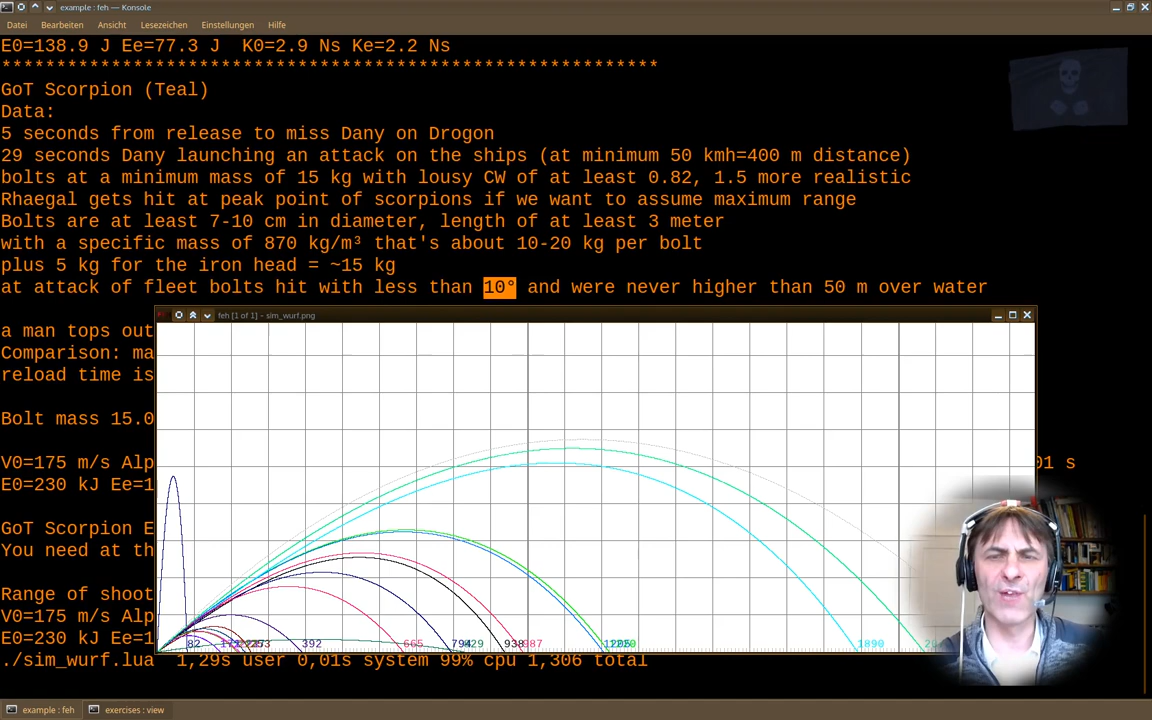 example : feh — Konsole
Datei Bearbeiten Ansicht Lesezeichen Einstellungen Hilfe
E0=138.9 J Ee=77.3 J K0=2.9 Ns Ke=2.2 Ns
************************************************************
GoT Scorpion (Teal)
Data:
5 seconds from release to miss Dany on Drogon
29 seconds Dany launching an attack on the ships (at minimum 50 kmh=400 m distance)
bolts at a minimum mass of 15 kg with lousy CW of at least 0.82, 1.5 more realistic
Rhaegal gets hit at peak point of scorpions if we want to assume maximum range
Bolts are at least 7-10 cm in diameter, length of at least 3 meter
with a specific mass of 870 kg/m³ that's about 10-20 kg per bolt
plus 5 kg for the iron head = ~15 kg
at attack of fleet bolts hit with less than 10° and were never higher than 50 m over water
feh [1 of 1] - sim_wurf.png
a man tops out
Comparison: ma
reload time is
Bolt mass 15.0
V0=175 m/s Alp 01 s
E0=230 kJ Ee=1
GoT Scorpion E
You need at th
Range of shoot
V0=175 m/s Alp
E0=230 kJ Ee=1
82 392 665 938 1890
./sim_wurf.lua 1,29s user 0,01s system 99% cpu 1,306 total
example : feh exercises : view